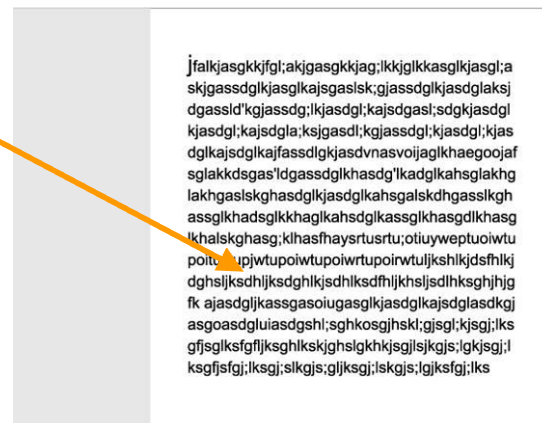 jfalkjasgkkjfgl;akjgasgkkjag;lkkjglkkasglkjasgl;a
skjgassdglkjasglkajsgaslsk;gjassdglkjasdglaksj
dgassld'kgjassdg;lkjasdgl;kajsdgasl;sdgkjasdgl
kjasdgl;kajsdgla;ksjgasdl;kgjassdgl;kjasdgl;kjas
dglkajsdglkajfassdlgkjasdvnasvoijaglkhaegoojaf
sglakkdsgas'ldgassdglkhasdg'lkadglkahsglakhg
lakhgaslskghasdglkjasdglkahsgalskdhgasslkgh
assglkhadsglkkhaglkahsdglkassglkhasgdlkhasg
lkhalskghasg;klhasfhaysrtusrtu;otiuyweptuoiwtu
dghsljksdhljksdghlkjsdhlksdfhljkhsljsdlhksghjhjg
fk ajasdgljkassgasoiugasglkjasdglkajsdglasdkgj
asgoasdgluiasdgshl;sghkosgjhskl;gjsgl;kjsgj;lks
gfjsglksfgfljksghlkskjghslgkhkjsgjlsjkgjs;lgkjsgj;l
ksgfjsfgj;lksgj;slkgjs;gljksgj;lskgjs;lgjksfgj;lks